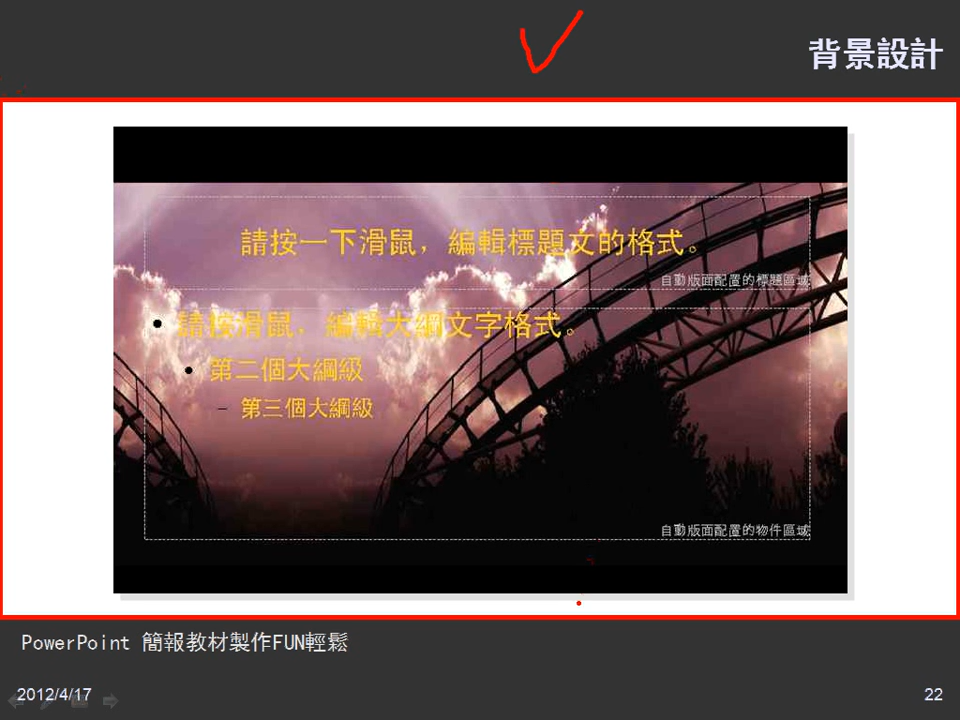 背景設計
請按一下滑鼠，編輯標題文的格式。
自動版面配置的標題區域
• 請按滑鼠，編輯大綱文字格式。
• 第二個大綱級
– 第三個大綱級
自動版面配置的物件區域
PowerPoint 簡報教材製作FUN輕鬆
2012/4/17
22